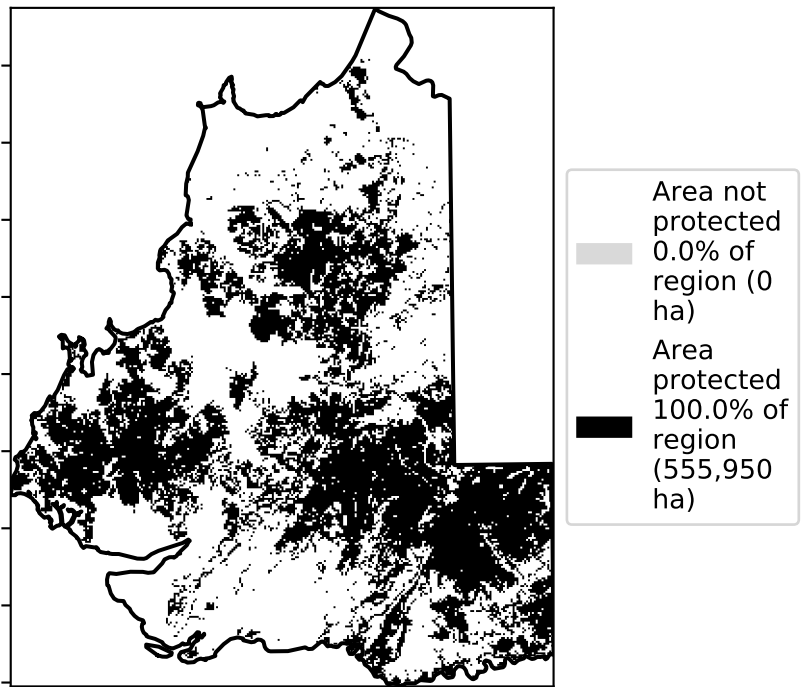 Area not
protected
0.0% of
region (0
ha)
Area
protected
100.0% of
region
(555,950
ha)